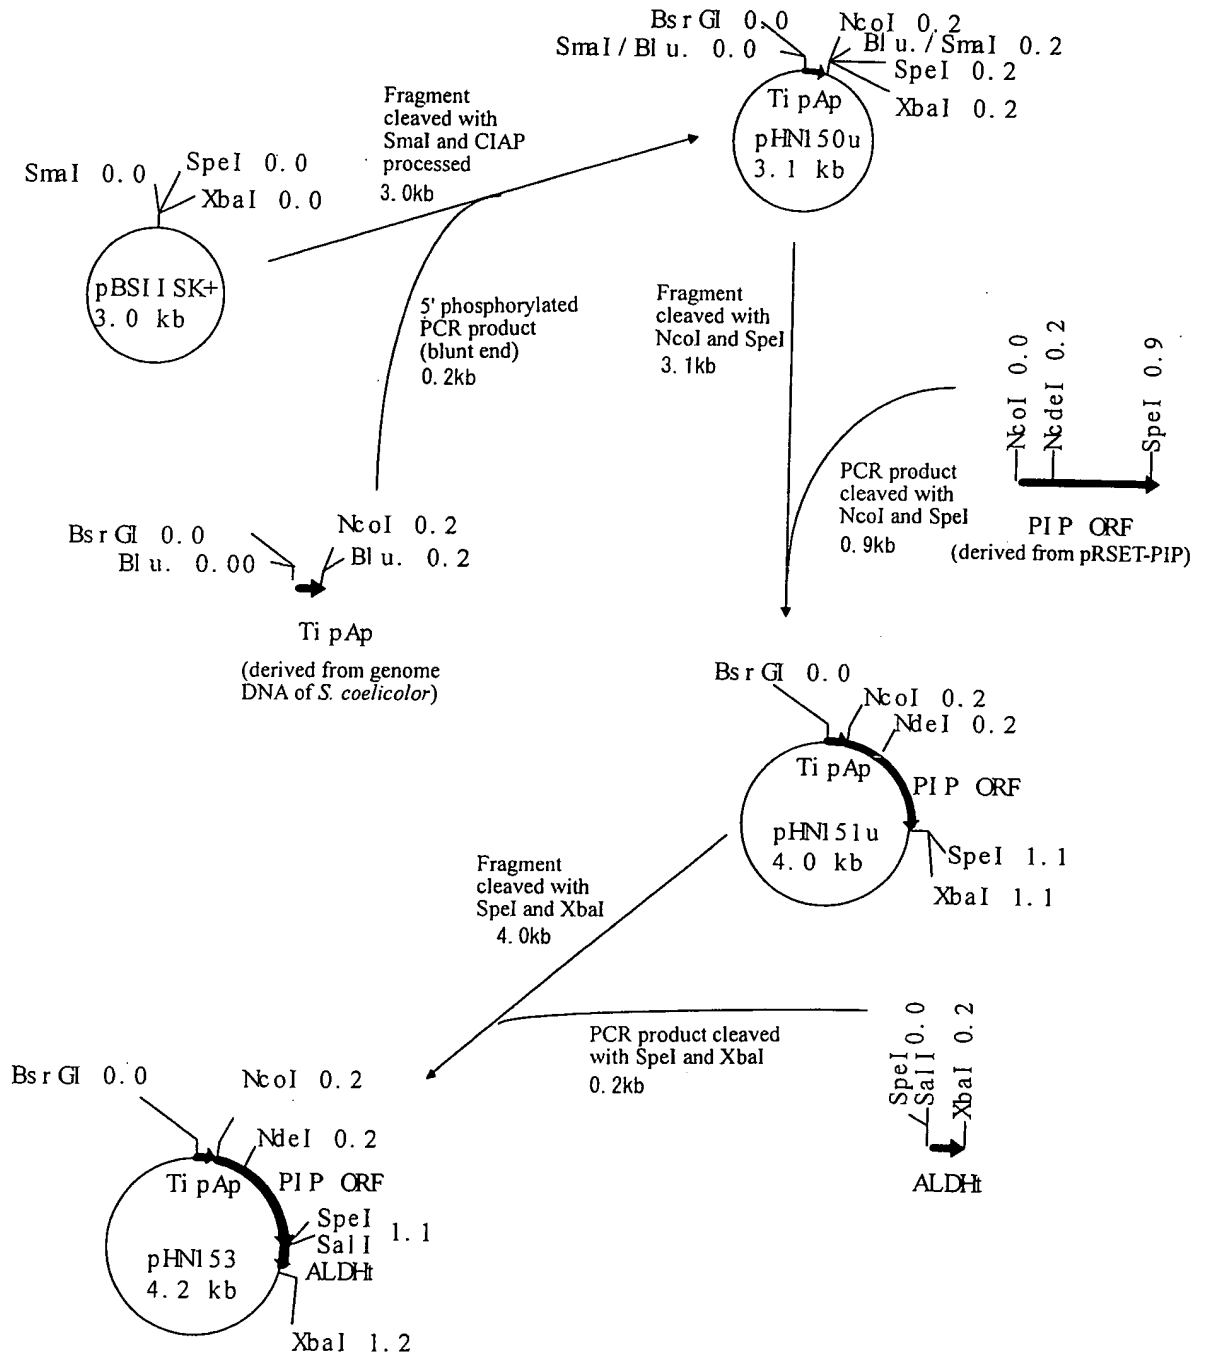 BsrGI 0.0
SmaI/Blu. 0.0
NcoI 0.2
Blu./SmaI 0.2
SpeI 0.2
XbaI 0.2
TipAp
pHN150u
3.1 kb
Fragment
cleaved with
SmaI and CIAP
processed
3.0kb
SmaI 0.0
SpeI 0.0
XbaI 0.0
pBSIISK+
3.0 kb
5' phosphorylated
PCR product
(blunt end)
0.2kb
Fragment
cleaved with
NcoI and SpeI
3.1kb
NcoI 0.0
NcdeI 0.2
SpeI 0.9
PIP ORF
(derived from pRSET-PIP)
PCR product
cleaved with
NcoI and SpeI
0.9kb
BsrGI 0.0
Blu. 0.00
NcoI 0.2
Blu. 0.2
TipAp
(derived from genome
DNA of S. coelicolor)
BsrGI 0.0
NcoI 0.2
NdeI 0.2
TipAp
PIP ORF
pHN151u
4.0 kb
SpeI 1.1
XbaI 1.1
Fragment
cleaved with
SpeI and XbaI
4.0kb
PCR product cleaved
with SpeI and XbaI
0.2kb
SpeI
SalI 0.0
XbaI 0.2
ALDHt
BsrGI 0.0
NcoI 0.2
NdeI 0.2
TipAp
PIP ORF
SpeI
SalI
1.1
ALDHt
pHN153
4.2 kb
XbaI 1.2